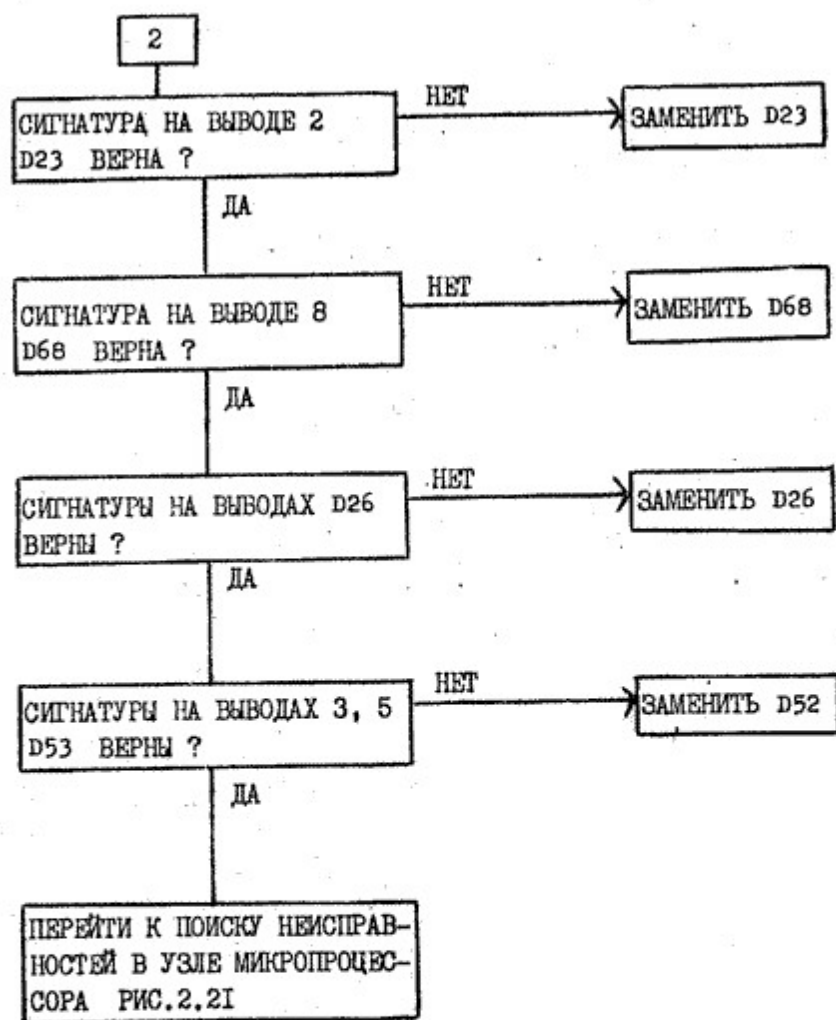 2
СИГНАТУРА НА ВЫВОДЕ 2
D23 ВЕРНА ?
НЕТ
ЗАМЕНИТЬ D23
ДА
СИГНАТУРА НА ВЫВОДЕ 8
D68 ВЕРНА ?
НЕТ
ЗАМЕНИТЬ D68
ДА
СИГНАТУРЫ НА ВЫВОДАХ D26
ВЕРНЫ ?
НЕТ
ЗАМЕНИТЬ D26
ДА
СИГНАТУРЫ НА ВЫВОДАХ 3, 5
D53 ВЕРНЫ ?
НЕТ
ЗАМЕНИТЬ D52
ДА
ПЕРЕЙТИ К ПОИСКУ НЕИСПРАВ-
НОСТЕЙ В УЗЛЕ МИКРОПРОЦЕС-
СОРА РИС.2.2I